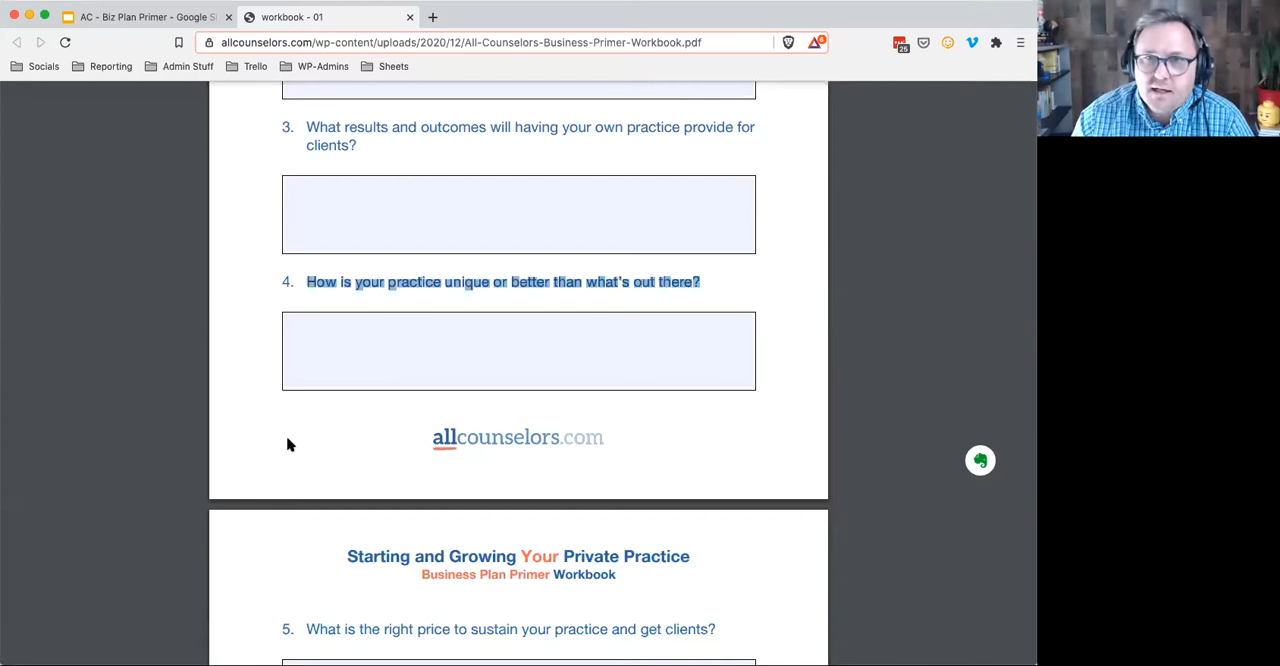 AC - Biz Plan Primer - Google Sl
workbook - 01
allcounselors.com/wp-content/uploads/2020/12/All-Counselors-Business-Primer-Workbook.pdf
6
25
Socials
Reporting
Admin Stuff
Trello
WP-Admins
Sheets
3. What results and outcomes will having your own practice provide for
clients?
4. How is your practice unique or better than what's out there?
allcounselors.com
Starting and Growing Your Private Practice
Business Plan Primer Workbook
5. What is the right price to sustain your practice and get clients?